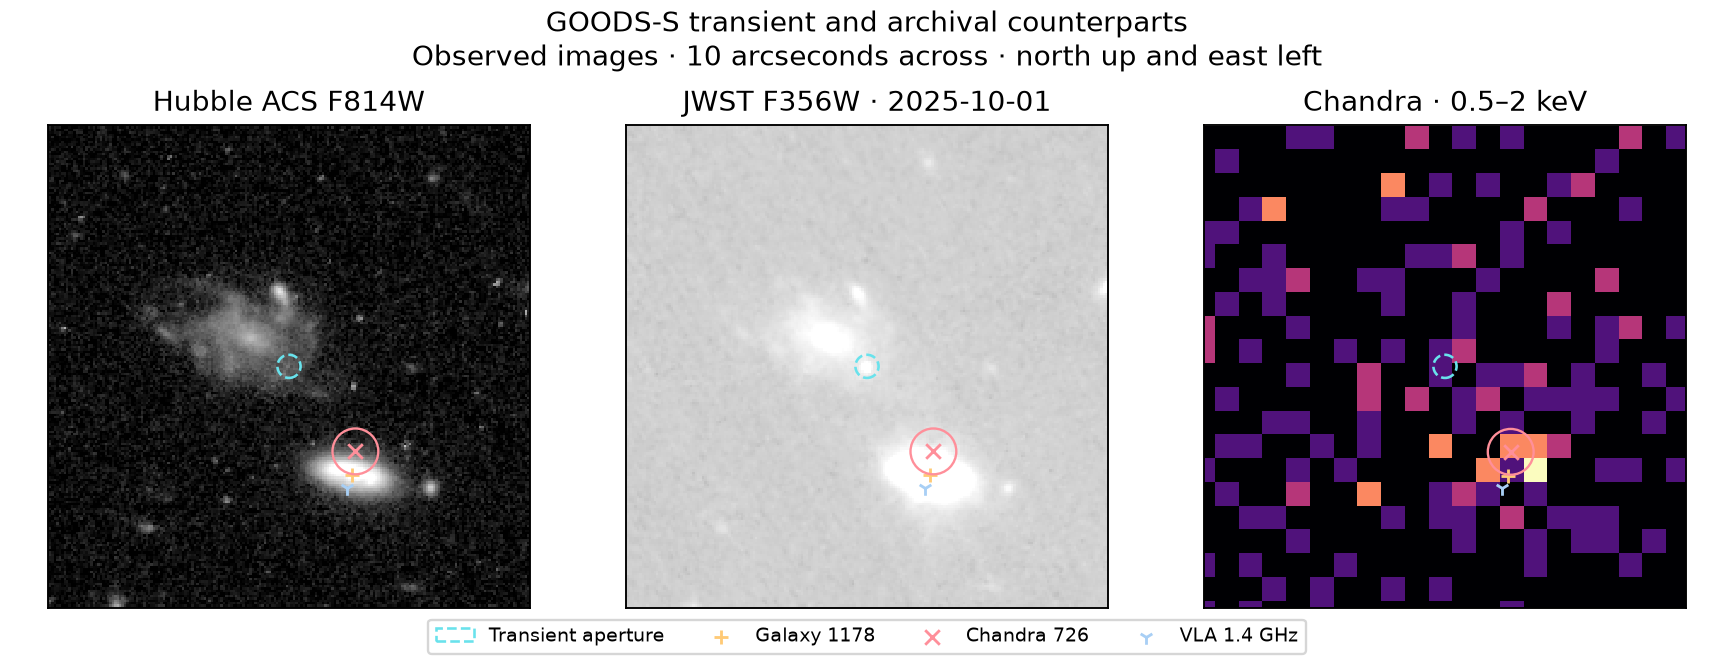 GOODS-S transient and archival counterparts
Observed images · 10 arcseconds across · north up and east left
Hubble ACS F814W
JWST F356W · 2025-10-01
Chandra · 0.5–2 keV
Transient aperture
Galaxy 1178
Chandra 726
VLA 1.4 GHz